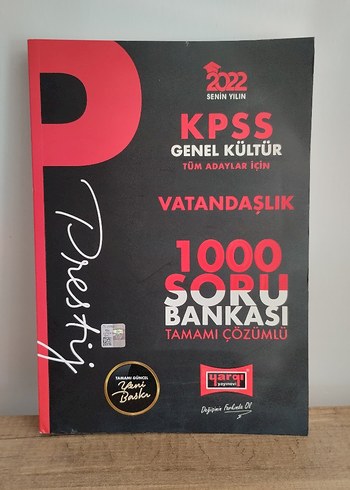 2022
SENİN YILIN
KPSS
GENEL KÜLTÜR
TÜM ADAYLAR İÇİN
VATANDAŞLIK
1000
SORU
BANKASI
TAMAMI ÇÖZÜMLÜ
Prestij
TAMAMI GÜNCEL
Yeni
Baskı
yargı
yayınevi
Değişimin Farkında Ol